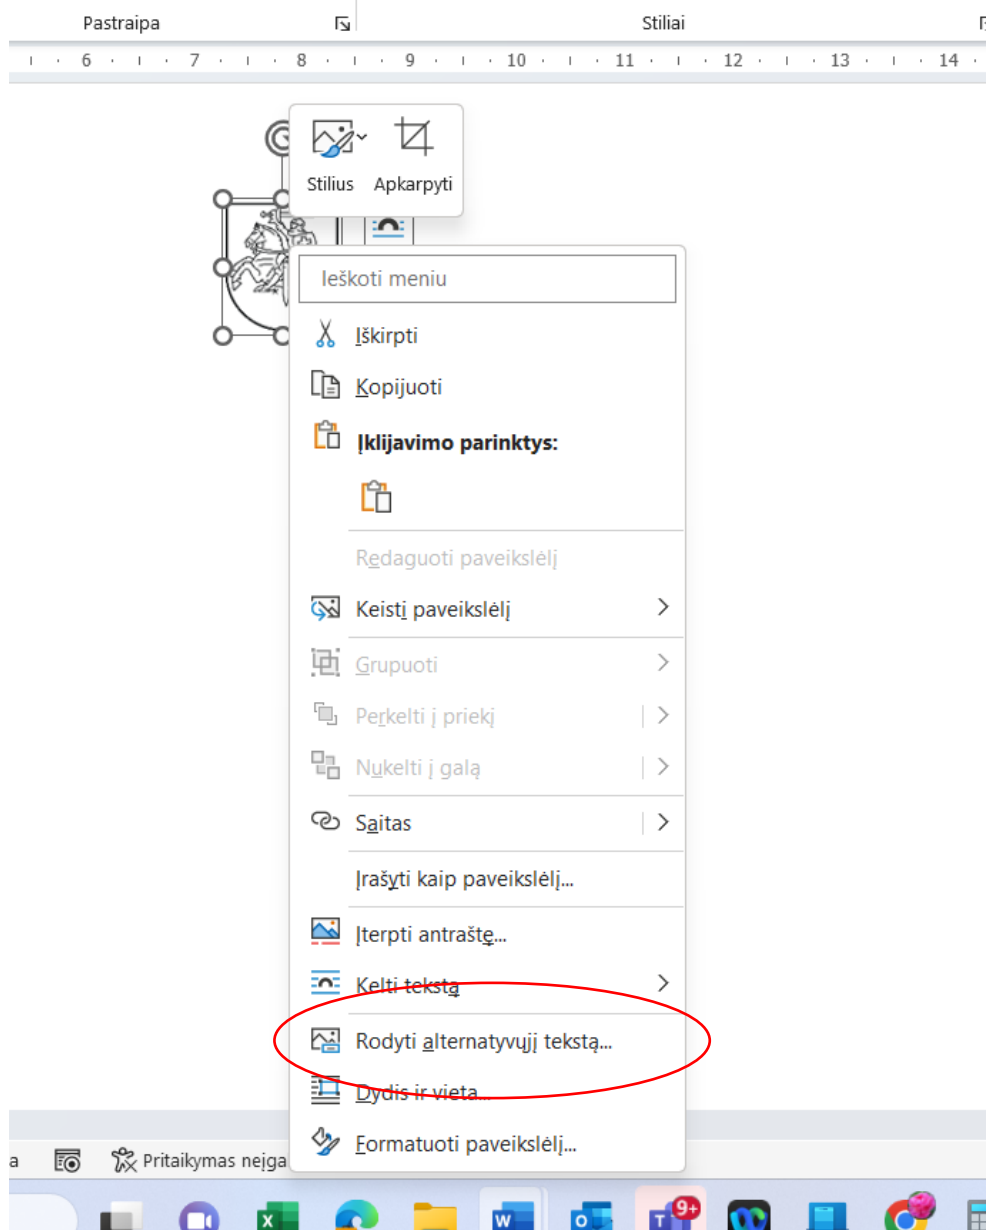 Pastraipa
Stiliai
6 7 8 9 10 11 12 13 14
Stilius Apkarpyti
Ieškoti meniu
Iškirpti
Kopijuoti
Įklijavimo parinktys:
Redaguoti paveikslėlį
Keisti paveikslėlį
Grupuoti
Perkelti į priekį
Nukelti į galą
Saitas
Įrašyti kaip paveikslėlį...
Įterpti antraštę...
Kelti tekstą
Rodyti alternatyvųjį tekstą...
Dydis ir vieta...
Formatuoti paveikslėlį...
a Pritaikymas neįga
9+